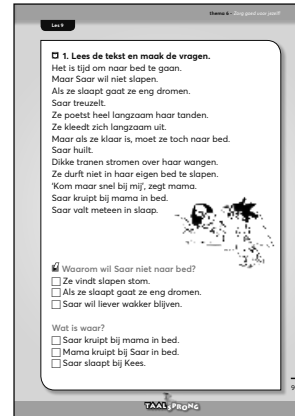 thema 6 - Zorg goed voor jezelf!
Les 9
1. Lees de tekst en maak de vragen.
Het is tijd om naar bed te gaan.
Maar Saar wil niet slapen.
Als ze slaapt gaat ze eng dromen.
Saar treuzelt.
Ze poetst heel langzaam haar tanden.
Ze kleedt zich langzaam uit.
Maar als ze klaar is, moet ze toch naar bed.
Saar huilt.
Dikke tranen stromen over haar wangen.
Ze durft niet in haar eigen bed te slapen.
'Kom maar snel bij mij', zegt mama.
Saar kruipt bij mama in bed.
Saar valt meteen in slaap.
Waarom wil Saar niet naar bed?
Ze vindt slapen stom.
Als ze slaapt gaat ze eng dromen.
Saar wil liever wakker blijven.
Wat is waar?
Saar kruipt bij mama in bed.
Mama kruipt bij Saar in bed.
Saar slaapt bij Kees.
9
TAALSPRONG